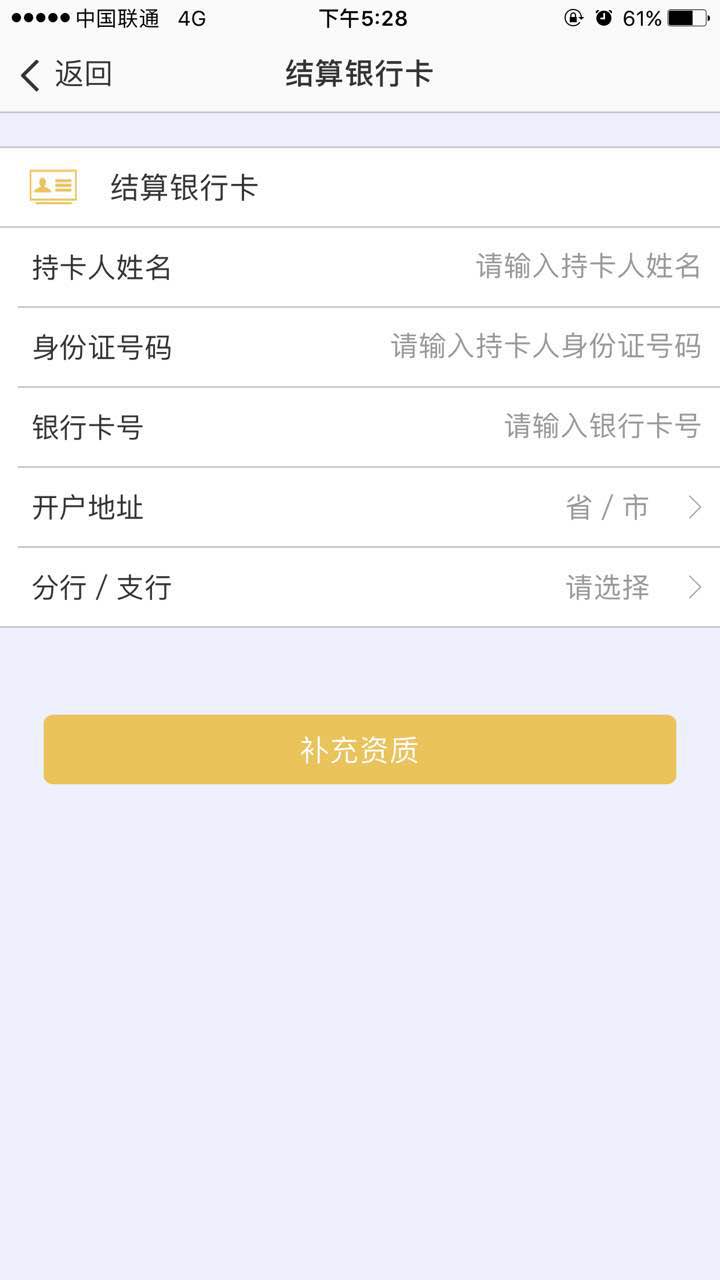 中国联通 4G 下午5:28 61%
返回 结算银行卡
结算银行卡
持卡人姓名 请输入持卡人姓名
身份证号码 请输入持卡人身份证号码
银行卡号 请输入银行卡号
开户地址 省 / 市
分行 / 支行 请选择
补充资质